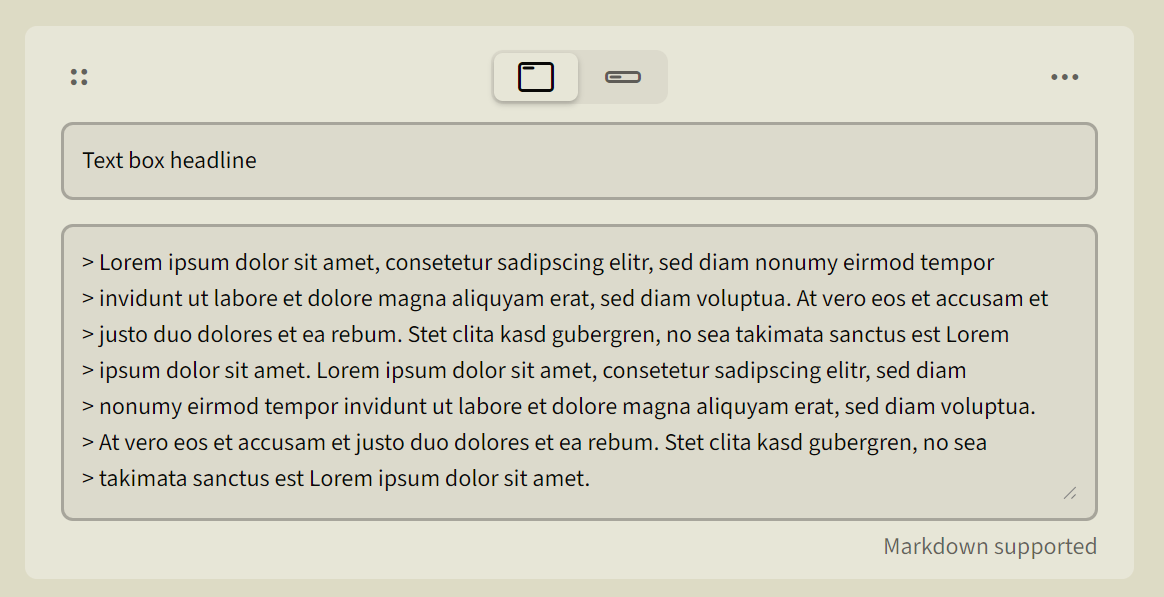 Text box headline
> Lorem ipsum dolor sit amet, consetetur sadipscing elitr, sed diam nonumy eirmod tempor
> invidunt ut labore et dolore magna aliquyam erat, sed diam voluptua. At vero eos et accusam et
> justo duo dolores et ea rebum. Stet clita kasd gubergren, no sea takimata sanctus est Lorem
> ipsum dolor sit amet. Lorem ipsum dolor sit amet, consetetur sadipscing elitr, sed diam
> nonumy eirmod tempor invidunt ut labore et dolore magna aliquyam erat, sed diam voluptua.
> At vero eos et accusam et justo duo dolores et ea rebum. Stet clita kasd gubergren, no sea
> takimata sanctus est Lorem ipsum dolor sit amet.
Markdown supported